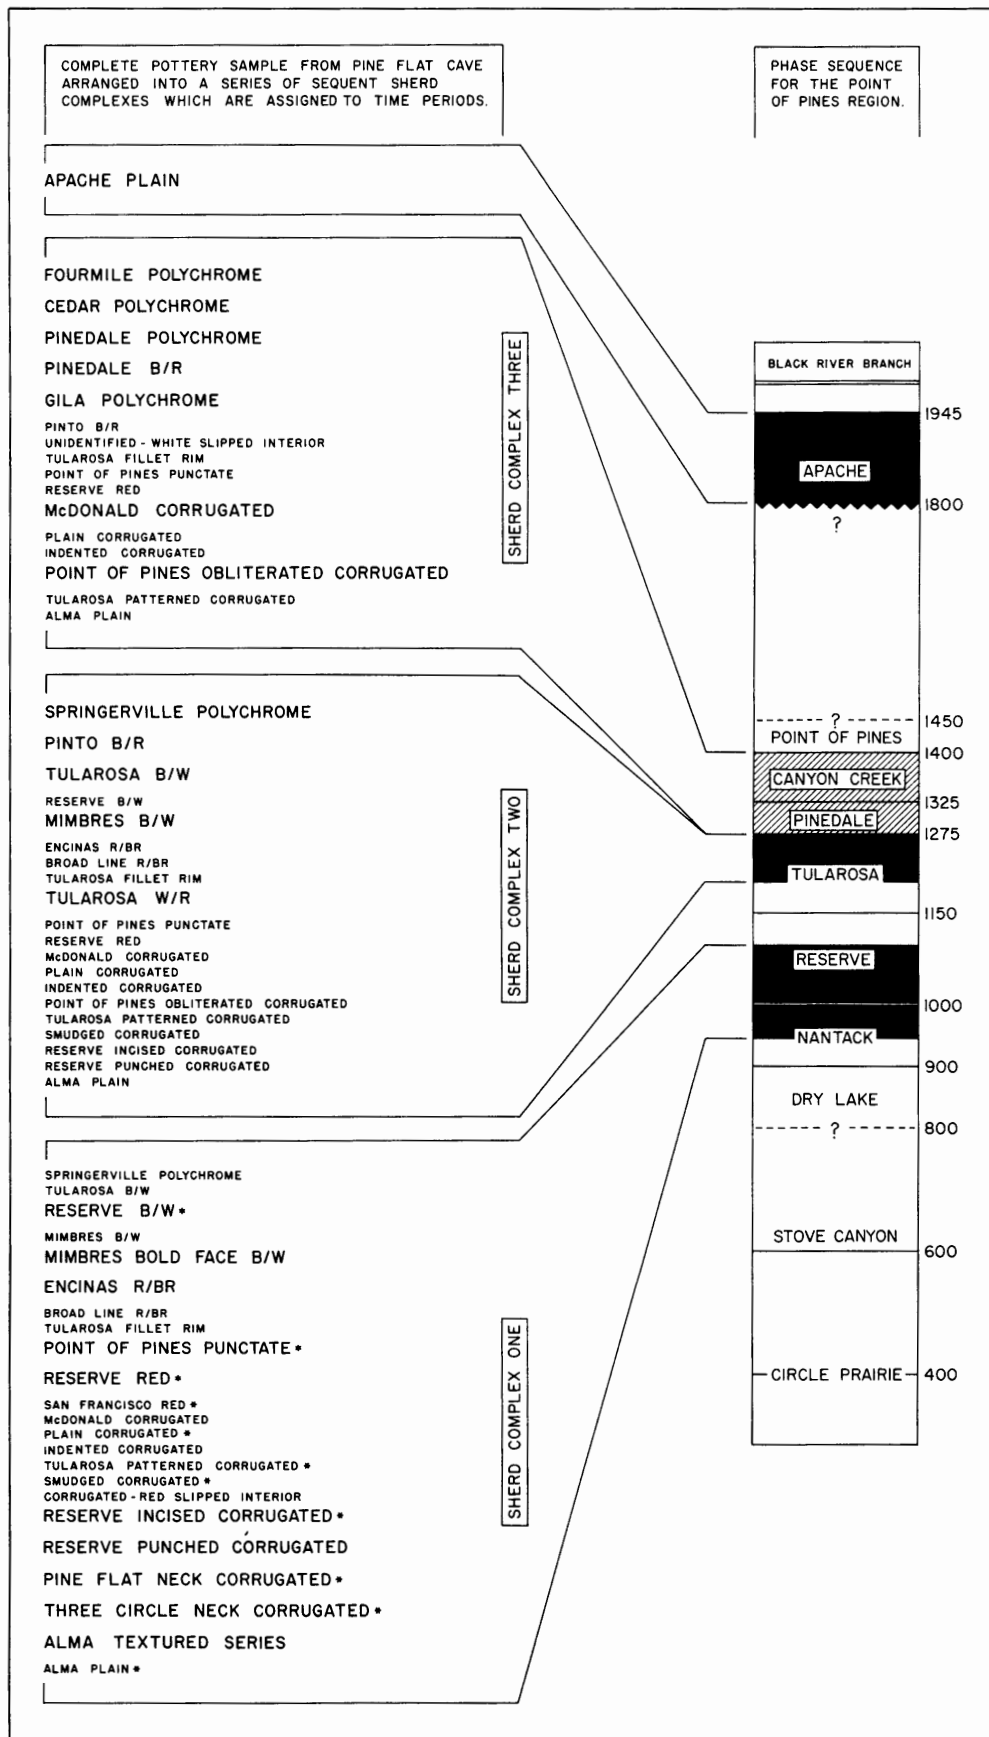 COMPLETE POTTERY SAMPLE FROM PINE FLAT CAVE
ARRANGED INTO A SERIES OF SEQUENT SHERD
COMPLEXES WHICH ARE ASSIGNED TO TIME PERIODS.
APACHE PLAIN
FOURMILE POLYCHROME
CEDAR POLYCHROME
PINEDALE POLYCHROME
PINEDALE B/R
GILA POLYCHROME
PINTO B/R
UNIDENTIFIED - WHITE SLIPPED INTERIOR
TULAROSA FILLET RIM
POINT OF PINES PUNCTATE
RESERVE RED
McDONALD CORRUGATED
PLAIN CORRUGATED
INDENTED CORRUGATED
POINT OF PINES OBLITERATED CORRUGATED
TULAROSA PATTERNED CORRUGATED
ALMA PLAIN
SHERD COMPLEX THREE
SPRINGERVILLE POLYCHROME
PINTO B/R
TULAROSA B/W
RESERVE B/W
MIMBRES B/W
ENCINAS R/BR
BROAD LINE R/BR
TULAROSA FILLET RIM
TULAROSA W/R
POINT OF PINES PUNCTATE
RESERVE RED
McDONALD CORRUGATED
PLAIN CORRUGATED
INDENTED CORRUGATED
POINT OF PINES OBLITERATED CORRUGATED
TULAROSA PATTERNED CORRUGATED
SMUDGED CORRUGATED
RESERVE INCISED CORRUGATED
RESERVE PUNCHED CORRUGATED
ALMA PLAIN
SHERD COMPLEX TWO
SPRINGERVILLE POLYCHROME
TULAROSA B/W
RESERVE B/W*
MIMBRES B/W
MIMBRES BOLD FACE B/W
ENCINAS R/BR
BROAD LINE R/BR
TULAROSA FILLET RIM
POINT OF PINES PUNCTATE*
RESERVE RED*
SAN FRANCISCO RED*
McDONALD CORRUGATED
PLAIN CORRUGATED*
INDENTED CORRUGATED
TULAROSA PATTERNED CORRUGATED*
SMUDGED CORRUGATED*
CORRUGATED - RED SLIPPED INTERIOR
RESERVE INCISED CORRUGATED*
RESERVE PUNCHED CORRUGATED
PINE FLAT NECK CORRUGATED*
THREE CIRCLE NECK CORRUGATED*
ALMA TEXTURED SERIES
ALMA PLAIN*
SHERD COMPLEX ONE
PHASE SEQUENCE
FOR THE POINT
OF PINES REGION.
BLACK RIVER BRANCH
1945
APACHE
1800
?
? 1450
POINT OF PINES
1400
CANYON CREEK
1325
PINEDALE
1275
TULAROSA
1150
RESERVE
1000
NANTACK
900
DRY LAKE
? 800
STOVE CANYON
600
CIRCLE PRAIRIE 400